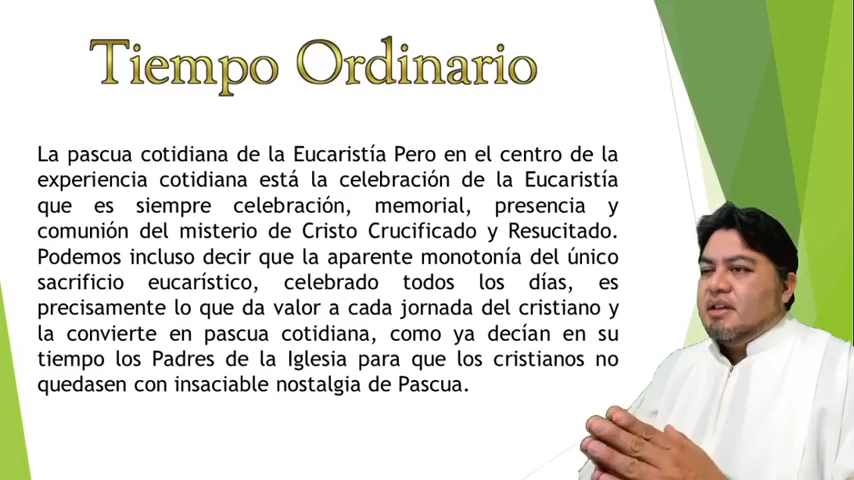 Tiempo Ordinario
La pascua cotidiana de la Eucaristía Pero en el centro de la
experiencia cotidiana está la celebración de la Eucaristía
que es siempre celebración, memorial, presencia y
comunión del misterio de Cristo Crucificado y Resucitado.
Podemos incluso decir que la aparente monotonía del único
sacrificio eucarístico, celebrado todos los días, es
precisamente lo que da valor a cada jornada del cristiano y
la convierte en pascua cotidiana, como ya decían en su
tiempo los Padres de la Iglesia para que los cristianos no
quedasen con insaciable nostalgia de Pascua.